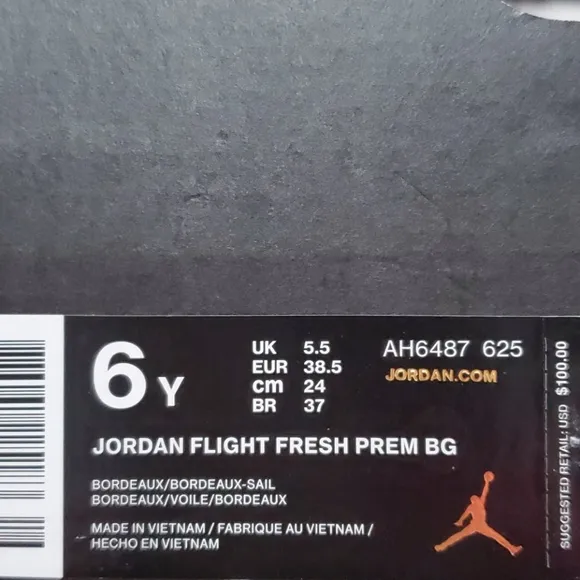 6 Y
UK 5.5
EUR 38.5
cm 24
BR 37
AH6487 625
JORDAN.COM
JORDAN FLIGHT FRESH PREM BG
BORDEAUX/BORDEAUX-SAIL
BORDEAUX/VOILE/BORDEAUX
MADE IN VIETNAM / FABRIQUE AU VIETNAM /
HECHO EN VIETNAM
SUGGESTED RETAIL: USD $100.00